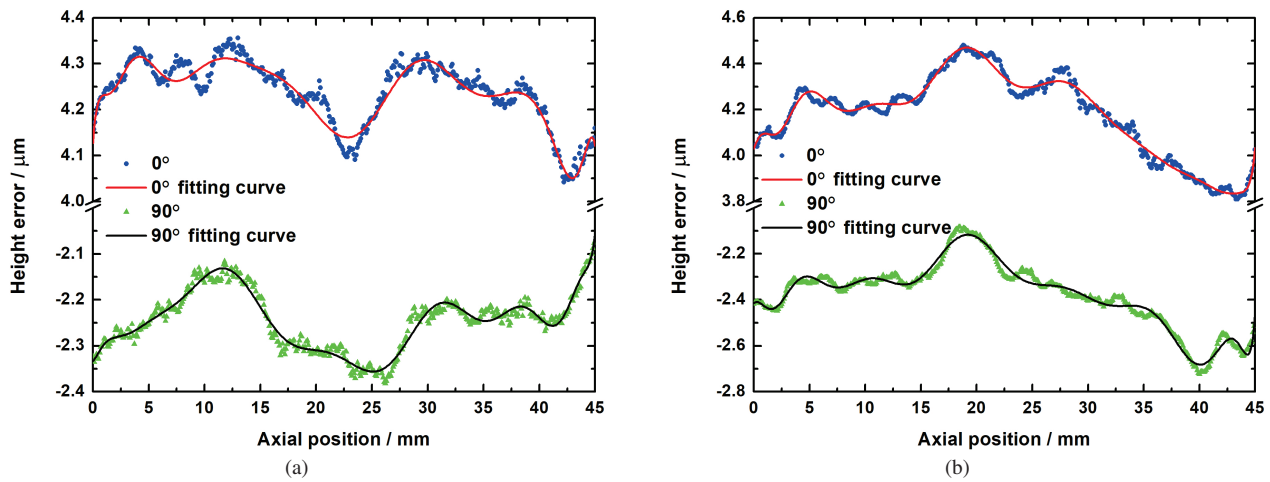 4.4
4.3
4.2
4.1
4.0
-2.1
-2.2
-2.3
-2.4
Height error / μm
0°
0° fitting curve
90°
90° fitting curve
0 5 10 15 20 25 30 35 40 45
Axial position / mm
(a)
4.6
4.4
4.2
4.0
3.8
-2.2
-2.4
-2.6
-2.8
Height error / μm
0°
0° fitting curve
90°
90° fitting curve
0 5 10 15 20 25 30 35 40 45
Axial position / mm
(b)